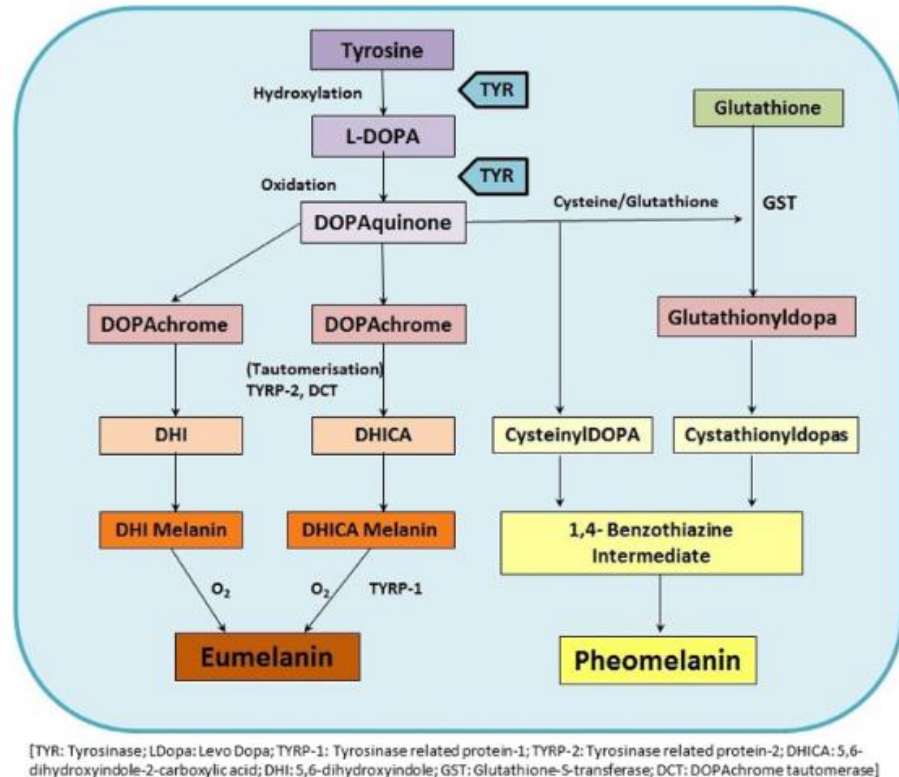 Tyrosine
Hydroxylation
TYR
Glutathione
L-DOPA
Oxidation
TYR
Cysteine/Glutathione
GST
DOPAquinone
DOPAchrome
DOPAchrome
Glutathionyldopa
(Tautomerisation)
TYRP-2, DCT
DHI
DHICA
CysteinylDOPA
Cystathionyldopas
DHI Melanin
DHICA Melanin
1,4- Benzothiazine
Intermediate
O₂
O₂
TYRP-1
Eumelanin
Pheomelanin
[TYR: Tyrosinase; LDopa: Levo Dopa; TYRP-1: Tyrosinase related protein-1; TYRP-2: Tyrosinase related protein-2; DHICA: 5,6-
dihydroxyindole-2-carboxylic acid; DHI: 5,6-dihydroxyindole; GST: Glutathione-S-transferase; DCT: DOPAchrome tautomerase]